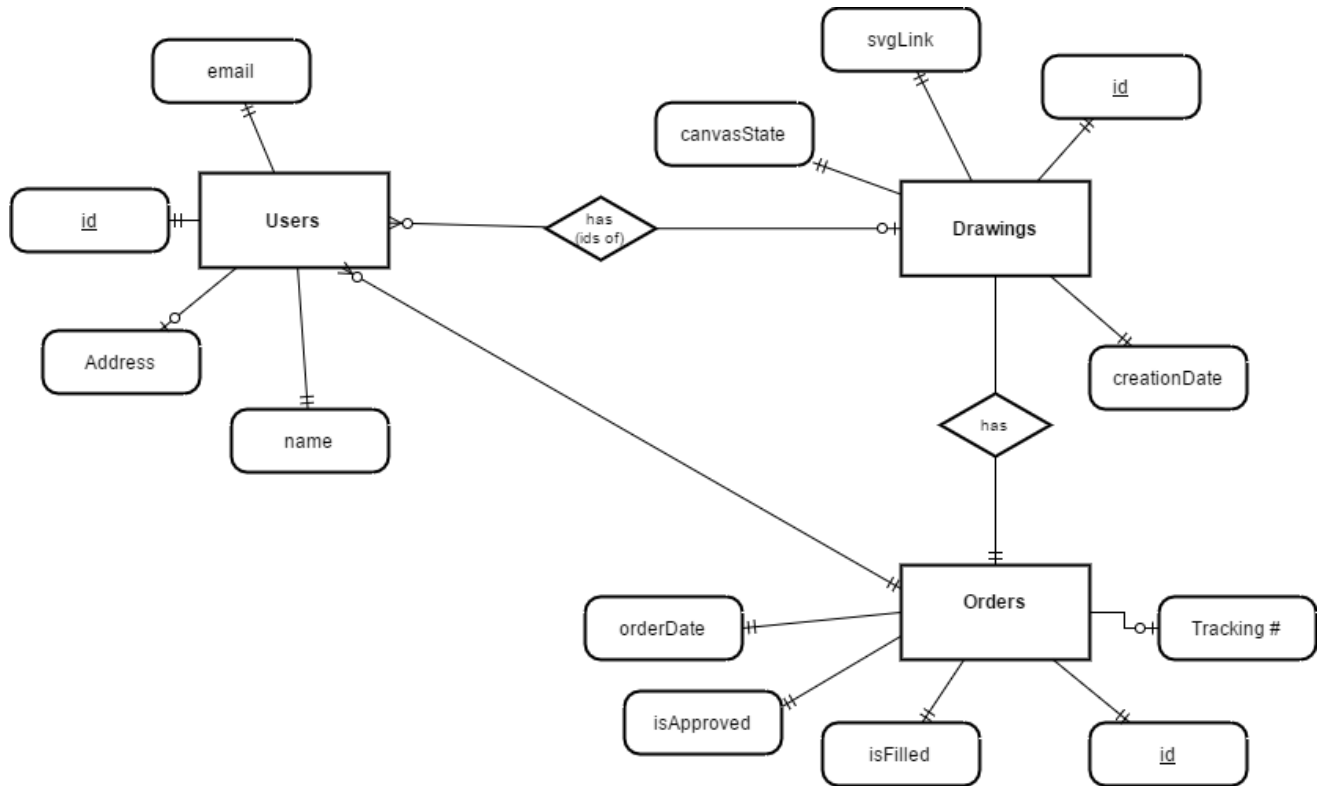 svgLink
email
id
canvasState
id
Users
has
(ids of)
Drawings
Address
creationDate
name
has
Orders
orderDate
Tracking #
isApproved
isFilled
id